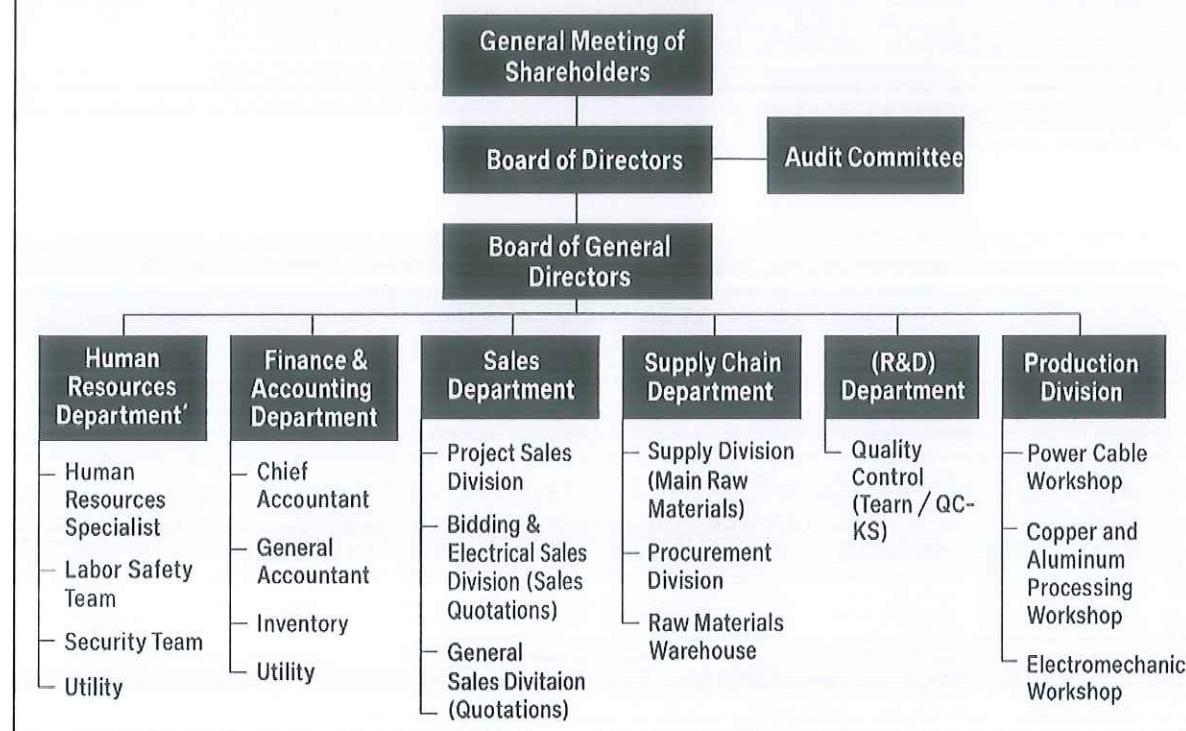 General Meeting of
Shareholders
Board of Directors
Audit Committee
Board of General
Directors
Human
Resources
Department'
Human
Resources
Specialist
Labor Safety
Team
Security Team
Utility
Finance &
Accounting
Department
Chief
Accountant
General
Accountant
Inventory
Utility
Sales
Department
Project Sales
Division
Bidding &
Electrical Sales
Division (Sales
Quotations)
General
Sales Divitaion
(Quotations)
Supply Chain
Department
Supply Division
(Main Raw
Materials)
Procurement
Division
Raw Materials
Warehouse
(R&D)
Department
Quality
Control
(Tearn / QC-
KS)
Production
Division
Power Cable
Workshop
Copper and
Aluminum
Processing
Workshop
Electromechanic
Workshop